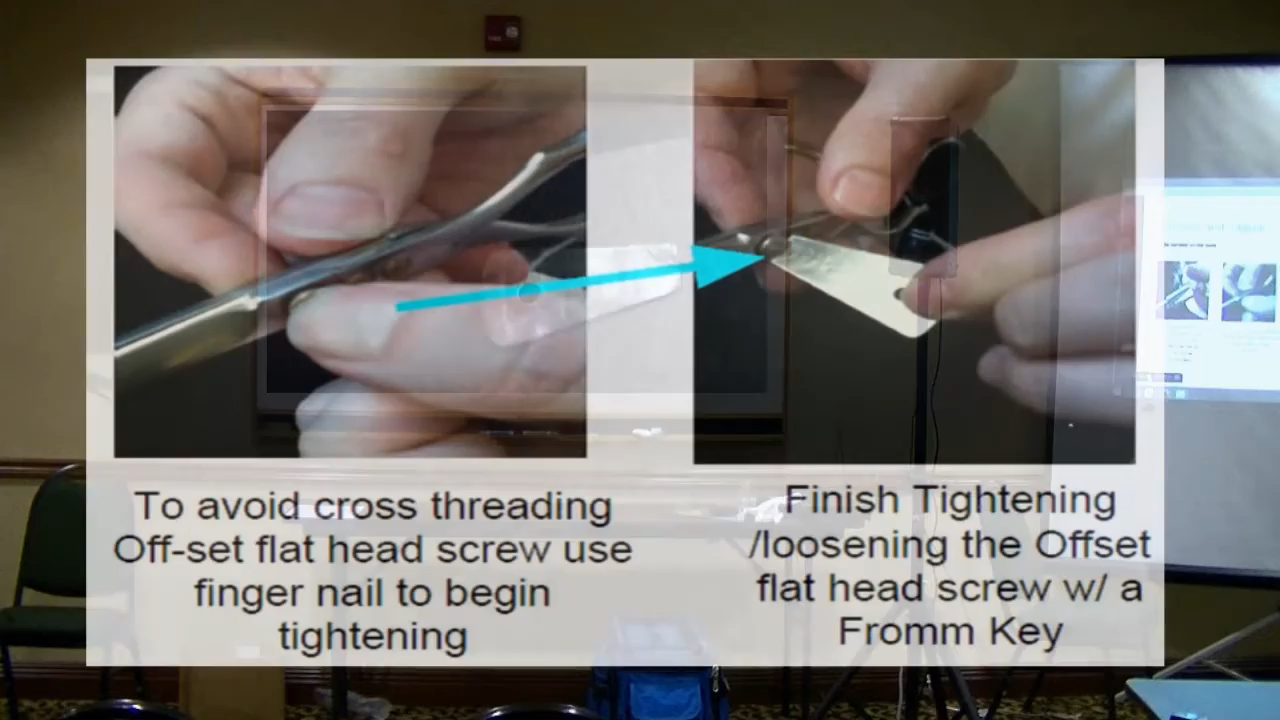 To avoid cross threading
Off-set flat head screw use
finger nail to begin
tightening
Finish Tightening
/loosening the Offset
flat head screw w/ a
Fromm Key